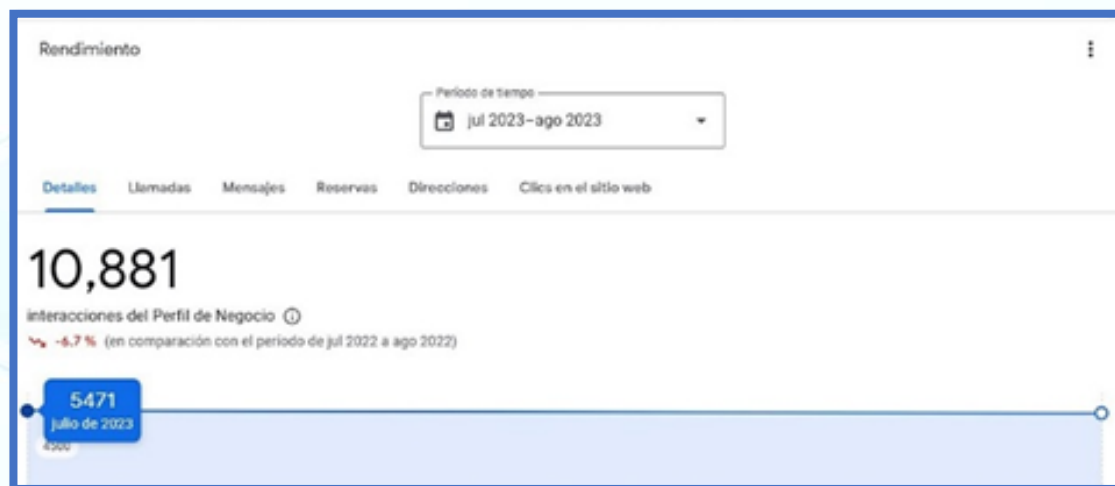 Rendimiento
Período de tiempo
jul 2023–ago 2023
Detalles Llamadas Mensajes Reservas Direcciones Clics en el sitio web
10,881
interacciones del Perfil de Negocio
-6.7 % (en comparación con el período de jul 2022 a ago 2022)
5471
julio de 2023
4500